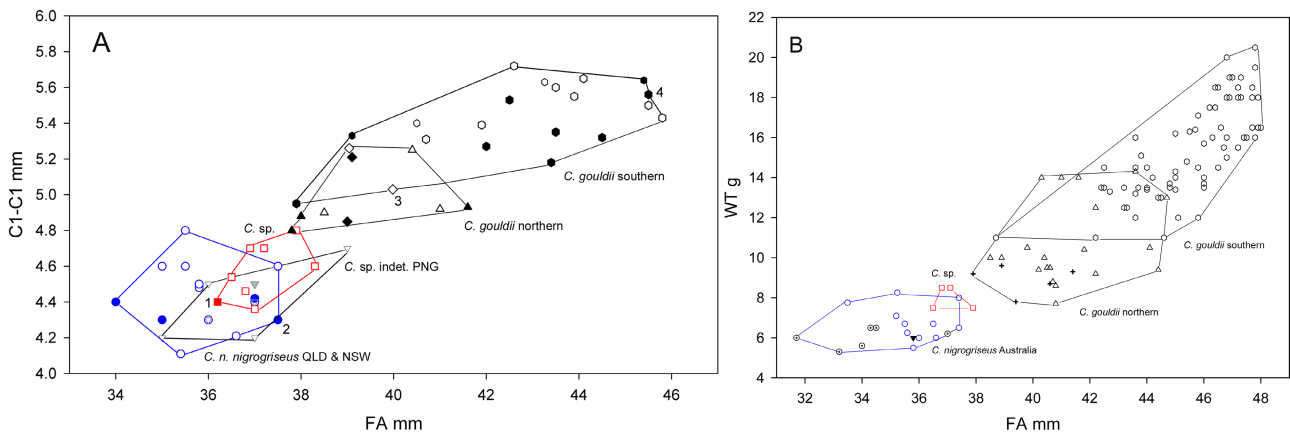 A
C1-C1 mm
6.0
5.8
5.6
5.4
5.2
5.0
4.8
4.6
4.4
4.2
4.0
4
C. gouldii southern
3
C. gouldii northern
C. sp.
C. sp. indet. PNG
1
2
C. n. nigrogriseus QLD & NSW
34 36 38 40 42 44 46
FA mm
B
WT g
22
20
18
16
14
12
10
8
6
4
C. gouldii southern
C. sp.
C. gouldii northern
C. nigrogriseus Australia
32 34 36 38 40 42 44 46 48
FA mm